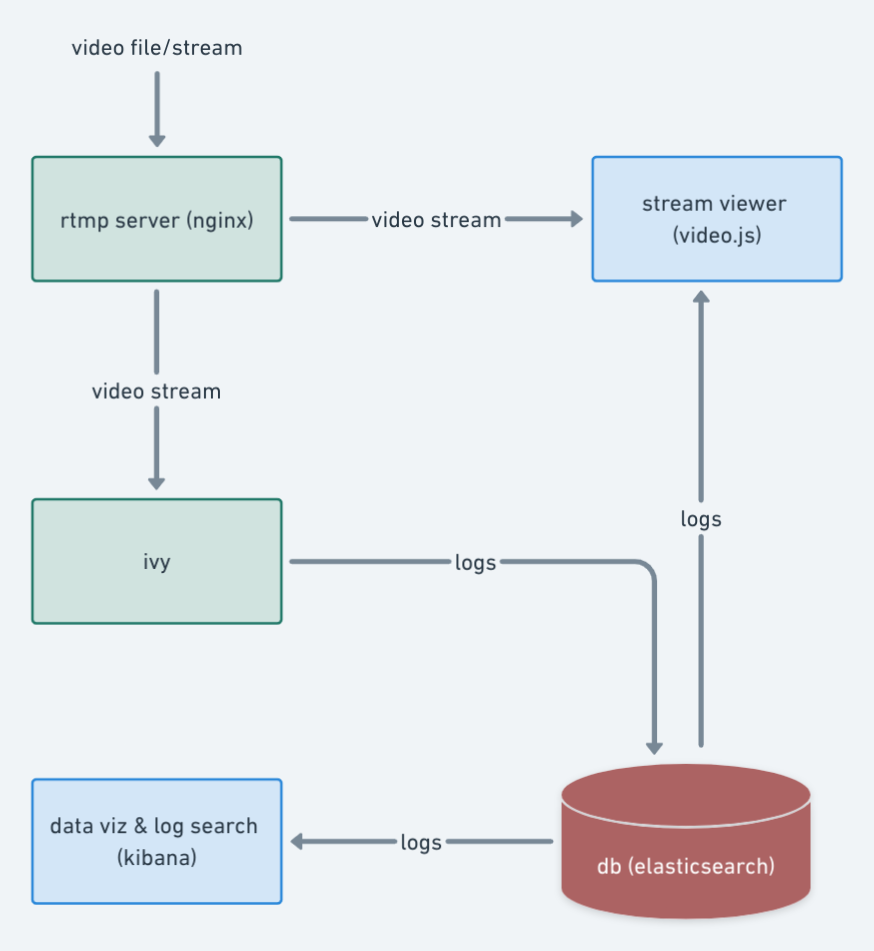 video file/stream
rtmp server (nginx)
video stream
stream viewer
(video.js)
video stream
logs
ivy
logs
data viz & log search
(kibana)
logs
db (elasticsearch)